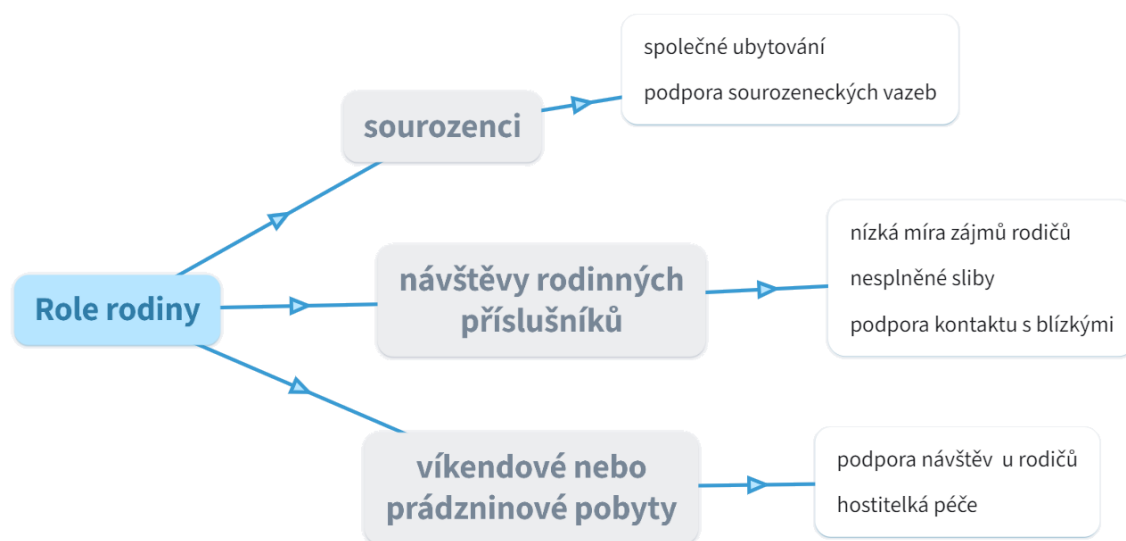 Role rodiny
sourozenci
společné ubytování
podpora sourozeneckých vazeb
návštěvy rodinných
příslušníků
nízká míra zájmů rodičů
nesplněné sliby
podpora kontaktu s blízkými
víkendové nebo
prádzninové pobyty
podpora návštěv u rodičů
hostitelká péče